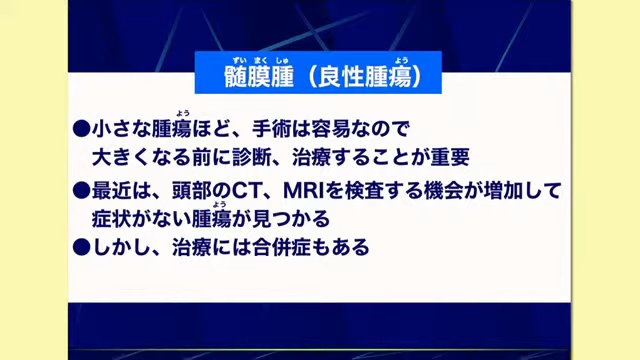 髄膜腫（良性腫瘍）
●小さな腫瘍ほど、手術は容易なので
大きくなる前に診断、治療することが重要
●最近は、頭部のCT、MRIを検査する機会が増加して
症状がない腫瘍が見つかる
●しかし、治療には合併症もある